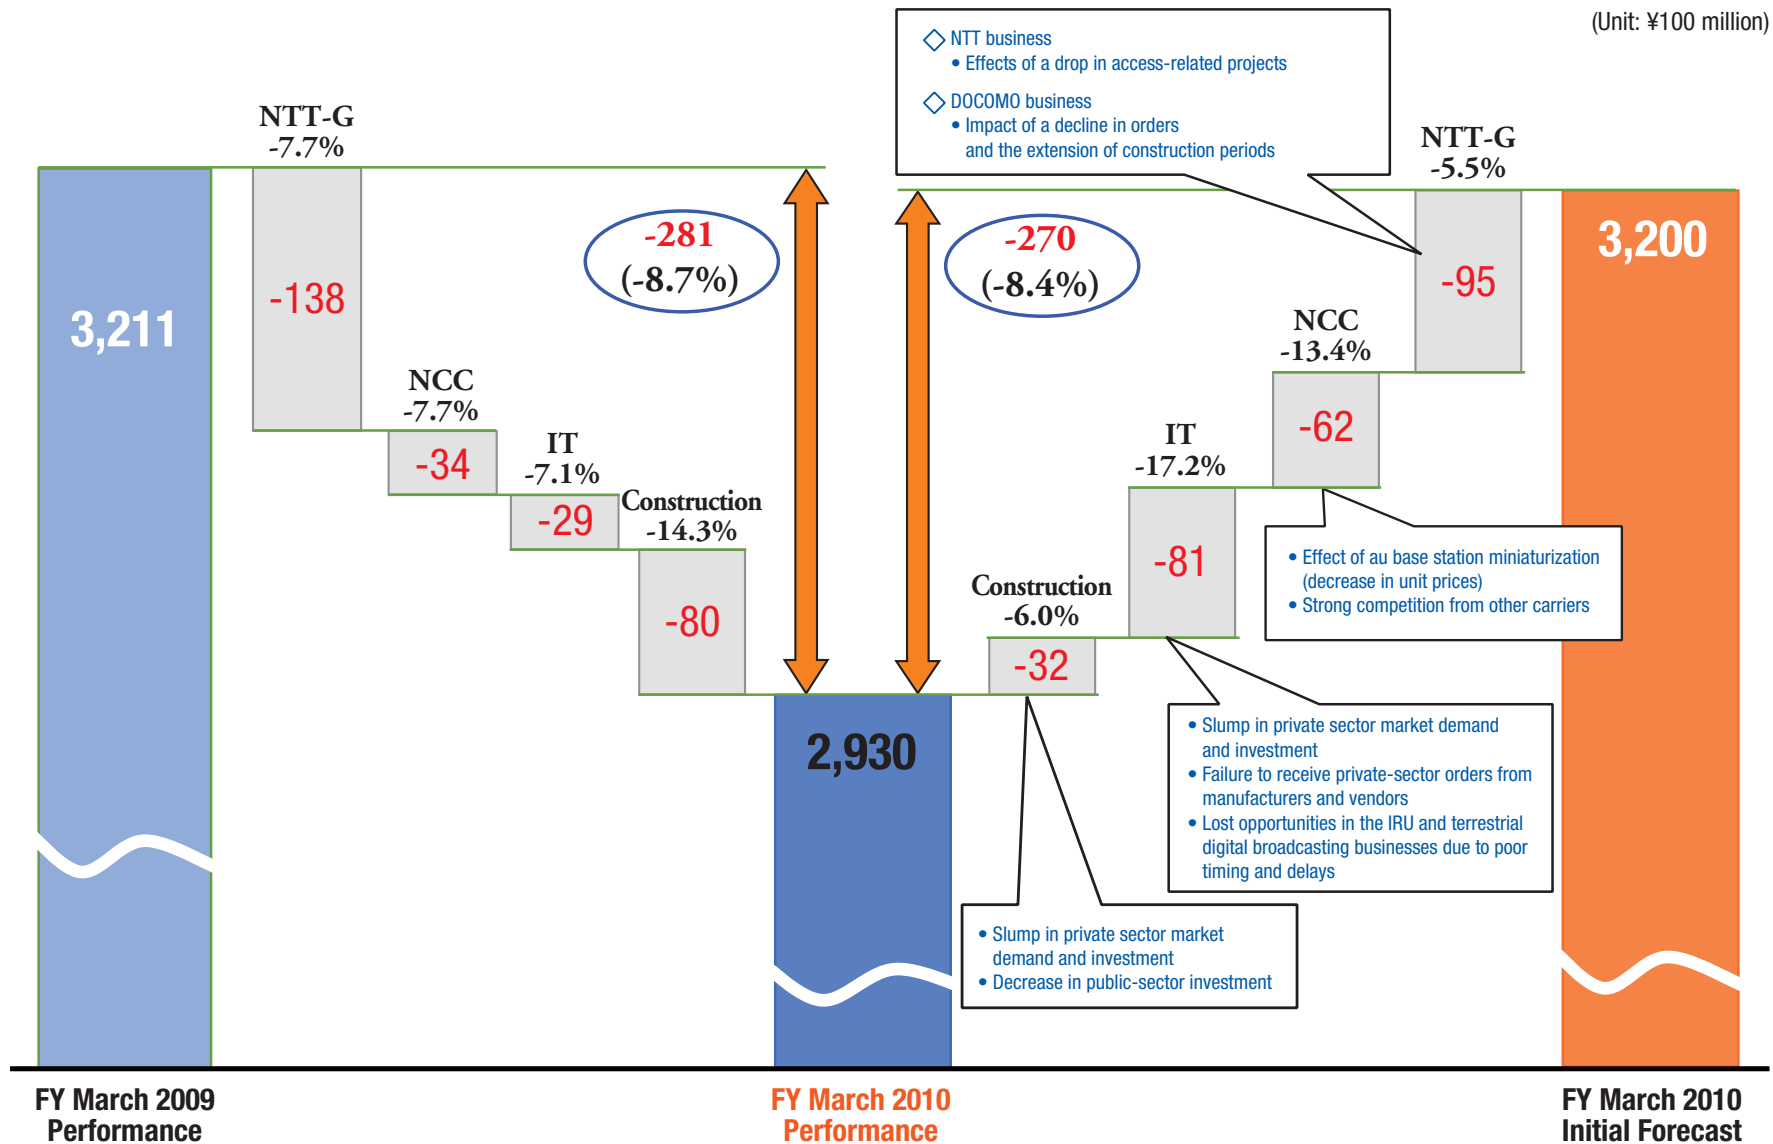 (Unit: ¥100 million)
NTT business
• Effects of a drop in access-related projects
DOCOMO business
• Impact of a decline in orders
and the extension of construction periods
NTT-G
-7.7%
-138
3,211
NCC
-7.7%
-34
IT
-7.1%
-29
Construction
-14.3%
-80
-281
(-8.7%)
-270
(-8.4%)
2,930
Construction
-6.0%
-32
IT
-17.2%
-81
NCC
-13.4%
-62
NTT-G
-5.5%
-95
3,200
• Effect of au base station miniaturization
(decrease in unit prices)
• Strong competition from other carriers
• Slump in private sector market demand
and investment
• Failure to receive private-sector orders from
manufacturers and vendors
• Lost opportunities in the IRU and terrestrial
digital broadcasting businesses due to poor
timing and delays
• Slump in private sector market
demand and investment
• Decrease in public-sector investment
FY March 2009
Performance
FY March 2010
Performance
FY March 2010
Initial Forecast